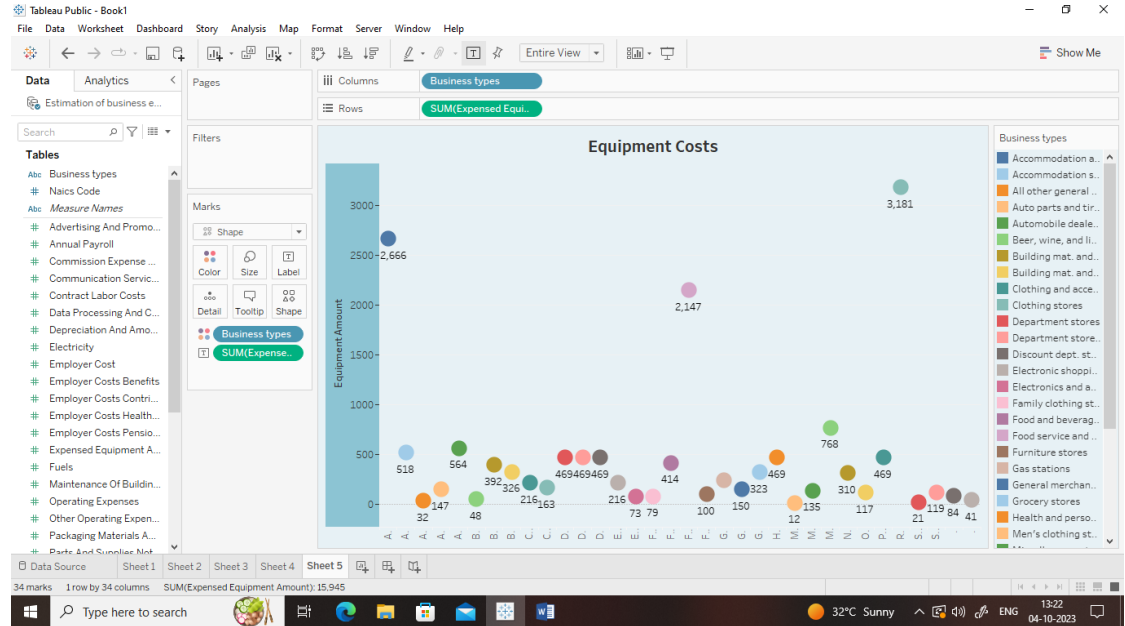 Tableau Public - Book1
File Data Worksheet Dashboard Story Analysis Map Format Server Window Help
Entire View
Show Me
Data Analytics
Estimation of business e...
Search
Tables
Abc Business types
# Naics Code
Abc Measure Names
# Advertising And Promo...
# Annual Payroll
# Commission Expense ...
# Communication Servic...
# Contract Labor Costs
# Data Processing And C...
# Depreciation And Amo...
# Electricity
# Employer Cost
# Employer Costs Benefits
# Employer Costs Contri...
# Employer Costs Health...
# Employer Costs Pensio...
# Expensed Equipment A...
# Fuels
# Maintenance Of Buildin...
# Operating Expenses
# Other Operating Expen...
# Packaging Materials A...
# Parts And Supplies Not
Pages
Filters
Marks
Shape
Color Size Label
Detail Tooltip Shape
Business types
SUM(Expense..
Columns Business types
Rows SUM(Expensed Equi..
Equipment Costs
Equipment Amount
3000
2500
2000
1500
1000
500
0
2,666
518
32
147
564
48
392
326
216
163
469
469
469
216
73
79
414
2,147
100
150
323
469
12
135
768
310
117
469
3,181
21
119
84
41
A. A. A. A. A. B. B. B. C. C. D. D. D. E. E. F. F. F. F. G. G. G. H. M. M. M. N. O. P. R. S. S.
Business types
Accommodation a..
Accommodation s..
All other general ..
Auto parts and tir..
Automobile deale..
Beer, wine, and li..
Building mat. and..
Building mat. and..
Clothing and acce..
Clothing stores
Department stores
Department store..
Discount dept. st..
Electronic shoppi..
Electronics and a..
Family clothing st..
Food and beverag..
Food service and ..
Furniture stores
Gas stations
General merchan..
Grocery stores
Health and perso..
Men's clothing st..
Data Source Sheet 1 Sheet 2 Sheet 3 Sheet 4 Sheet 5
34 marks 1 row by 34 columns SUM(Expensed Equipment Amount): 15,945
Type here to search
32°C Sunny
ENG
13:22
04-10-2023